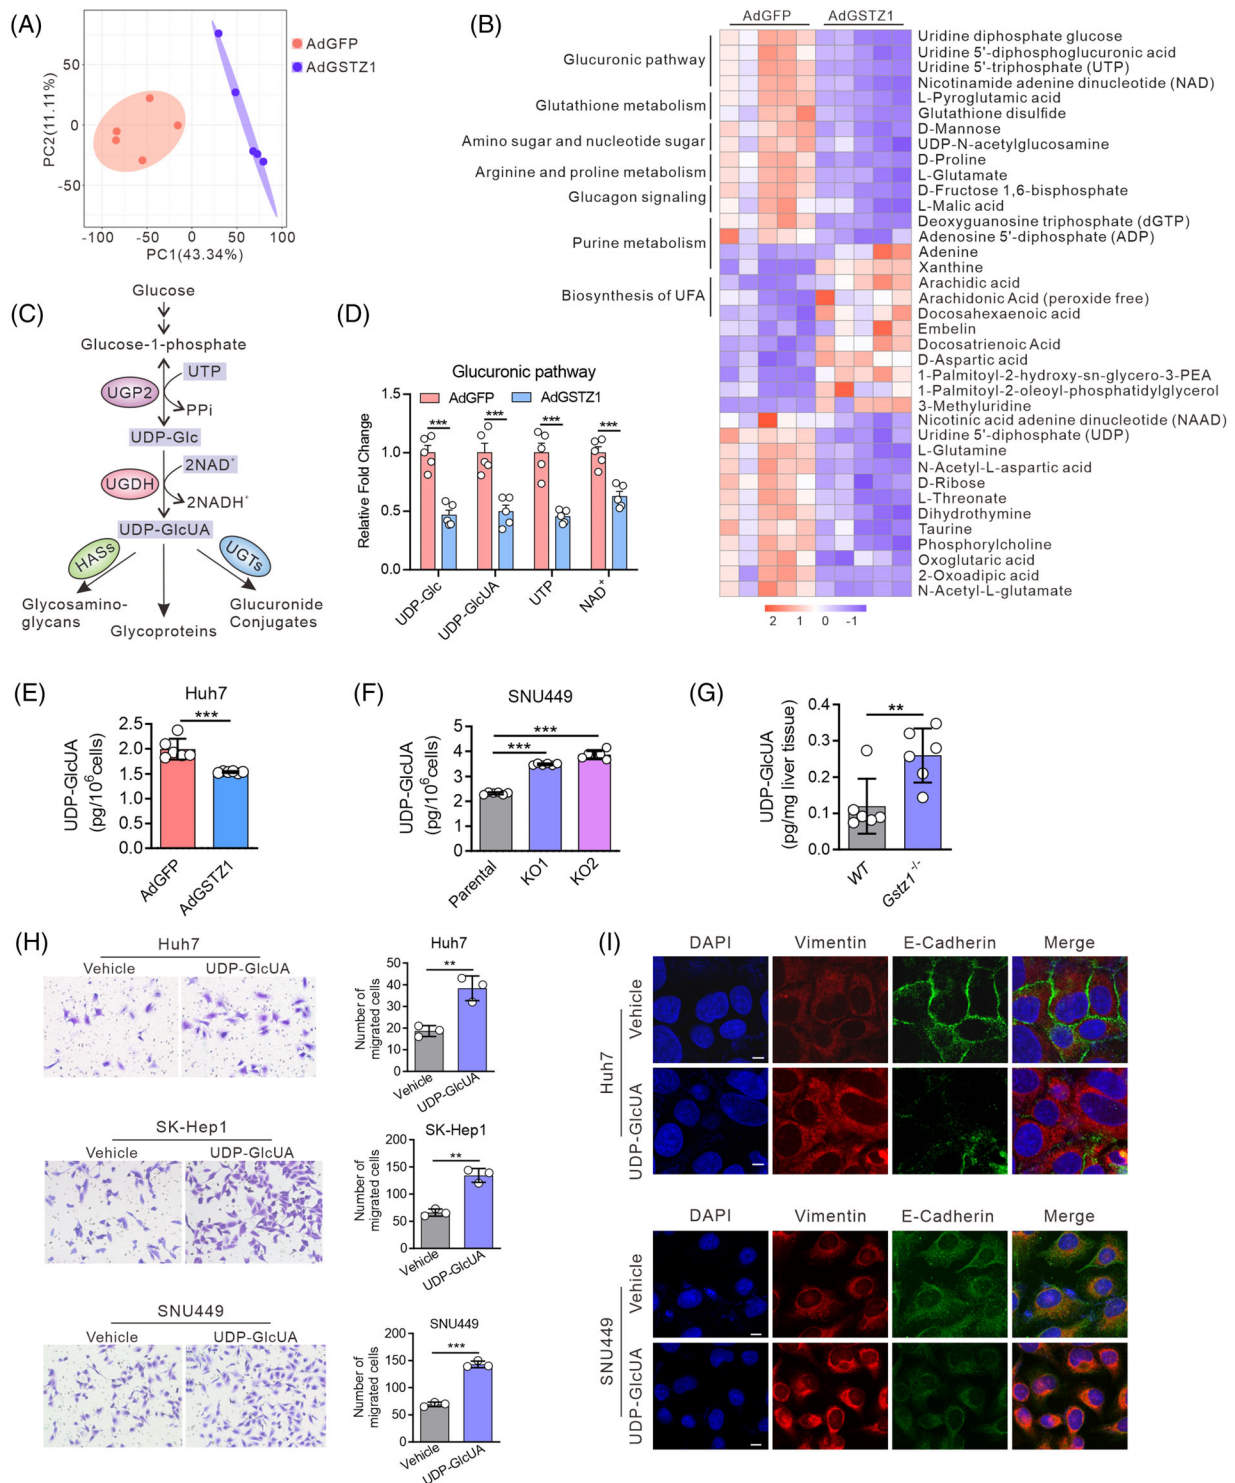 (A)
AdGFP
AdGSTZ1
PC2(11.11%)
50
0
-50
-100
-50
0
50
100
PC1(43.34%)
(B)
AdGFP
AdGSTZ1
Glucuronic pathway
Glutathione metabolism
Amino sugar and nucleotide sugar
Arginine and proline metabolism
Glucagon signaling
Purine metabolism
Biosynthesis of UFA
Uridine diphosphate glucose
Uridine 5'-diphosphoglucuronic acid
Uridine 5'-triphosphate (UTP)
Nicotinamide adenine dinucleotide (NAD)
L-Pyroglutamic acid
Glutathione disulfide
D-Mannose
UDP-N-acetylglucosamine
D-Proline
L-Glutamate
D-Fructose 1,6-bisphosphate
L-Malic acid
Deoxyguanosine triphosphate (dGTP)
Adenosine 5'-diphosphate (ADP)
Adenine
Xanthine
Arachidic acid
Arachidonic Acid (peroxide free)
Docosahexaenoic acid
Embelin
Docosatrienoic Acid
D-Aspartic acid
1-Palmitoyl-2-hydroxy-sn-glycero-3-PEA
1-Palmitoyl-2-oleoyl-phosphatidylglycerol
3-Methyluridine
Nicotinic acid adenine dinucleotide (NAAD)
Uridine 5'-diphosphate (UDP)
L-Glutamine
N-Acetyl-L-aspartic acid
D-Ribose
L-Threonate
Dihydrothymine
Taurine
Phosphorylcholine
Oxoglutaric acid
2-Oxoadipic acid
N-Acetyl-L-glutamate
2 1 0 -1
(C)
Glucose
Glucose-1-phosphate
UGP2
UTP
PPi
UDP-Glc
UGDH
2NAD⁺
2NADH⁺
UDP-GlcUA
HASs
UGTs
Glycosamino-
glycans
Glycoproteins
Glucuronide
Conjugates
(D)
Glucuronic pathway
AdGFP
AdGSTZ1
Relative Fold Change
1.5
1.0
0.5
0.0
***
***
***
***
UDP-Glc
UDP-GlcUA
UTP
NAD⁺
(E)
Huh7
***
UDP-GlcUA
(pg/10⁶cells)
2.5
2.0
1.5
1.0
0.5
0.0
AdGFP
AdGSTZ1
(F)
SNU449
***
***
UDP-GlcUA
(pg/10⁶cells)
5
4
3
2
1
0
Parental
KO1
KO2
(G)
**
UDP-GlcUA
(pg/mg liver tissue)
0.4
0.3
0.2
0.1
0.0
WT
Gstz1⁻/⁻
(H)
Huh7
Vehicle
UDP-GlcUA
Huh7
**
Number of
migrated cells
50
40
30
20
10
0
Vehicle
UDP-GlcUA
SK-Hep1
Vehicle
UDP-GlcUA
SK-Hep1
**
Number of
migrated cells
200
150
100
50
0
Vehicle
UDP-GlcUA
SNU449
Vehicle
UDP-GlcUA
SNU449
***
Number of
migrated cells
200
150
100
50
0
Vehicle
UDP-GlcUA
(I)
DAPI
Vimentin
E-Cadherin
Merge
Huh7
Vehicle
UDP-GlcUA
DAPI
Vimentin
E-Cadherin
Merge
SNU449
Vehicle
UDP-GlcUA